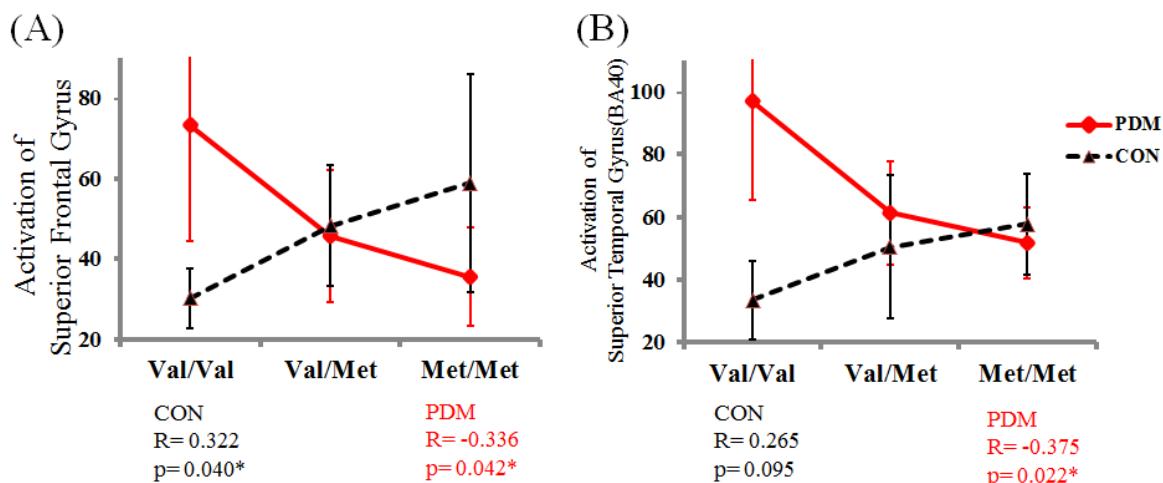 (A)
Activation of
Superior Frontal Gyrus
80
60
40
20
Val/Val Val/Met Met/Met
CON
R= 0.322
p= 0.040*
PDM
R= -0.336
p= 0.042*
(B)
Activation of
Superior Temporal Gyrus(BA40)
100
80
60
40
20
Val/Val Val/Met Met/Met
PDM
CON
CON
R= 0.265
p= 0.095
PDM
R= -0.375
p= 0.022*